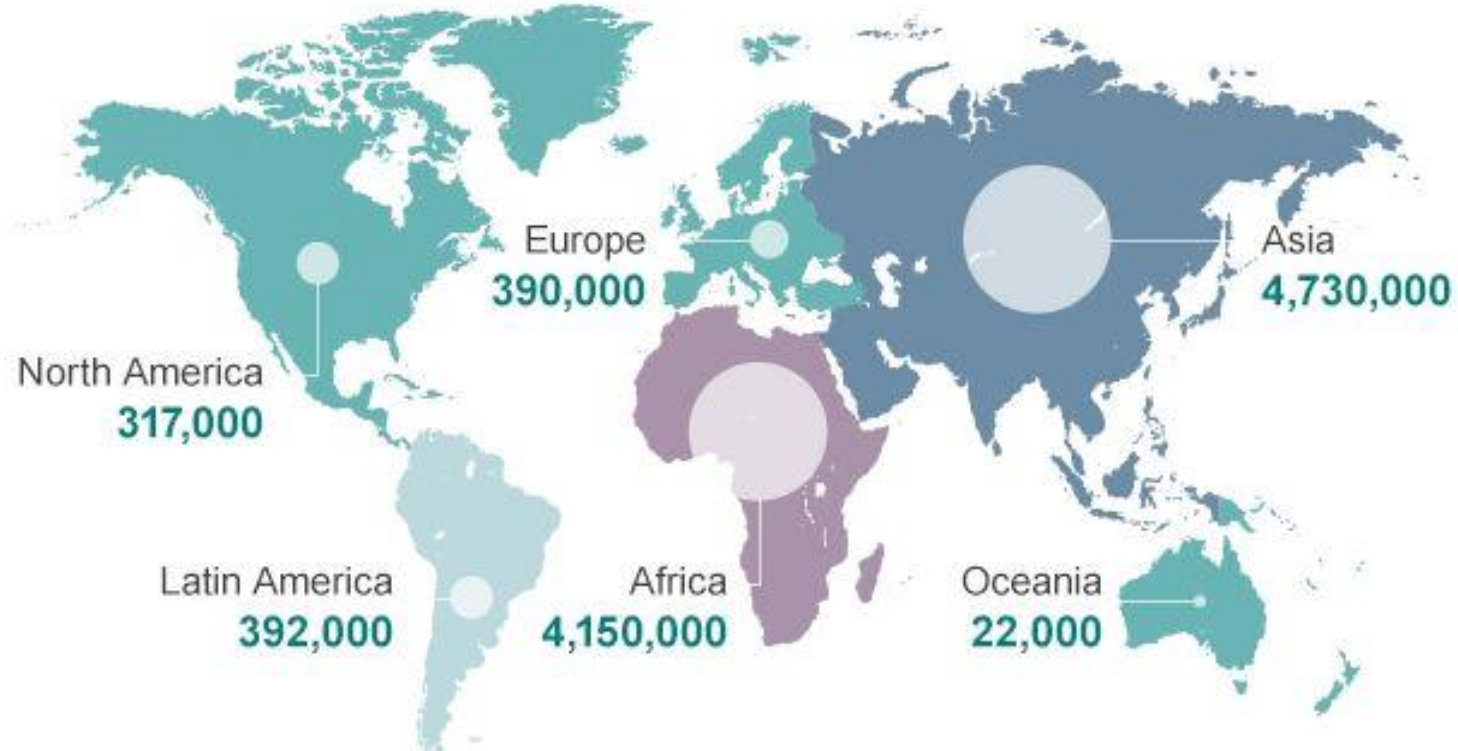 Europe
390,000
Asia
4,730,000
North America
317,000
Latin America
392,000
Africa
4,150,000
Oceania
22,000